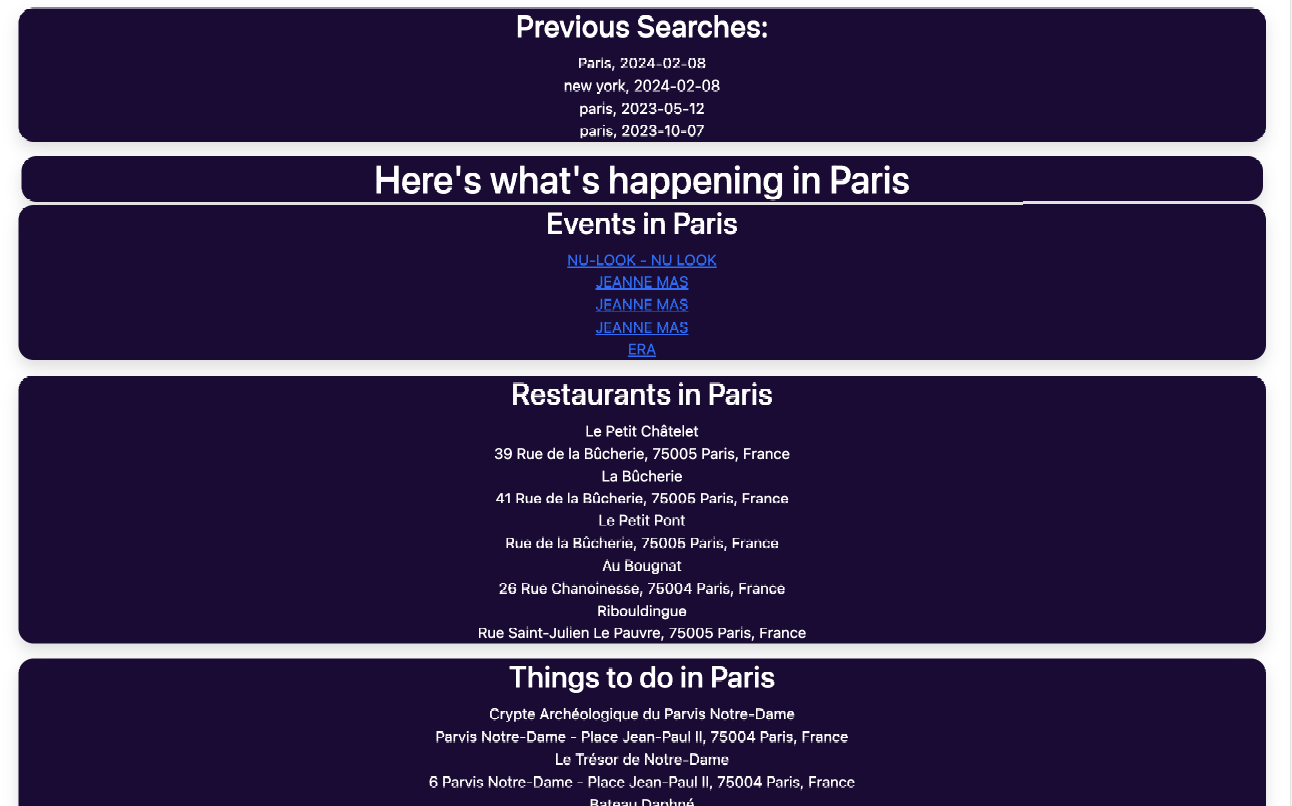 Previous Searches:
Paris, 2024-02-08
new york, 2024-02-08
paris, 2023-05-12
paris, 2023-10-07
Here's what's happening in Paris
Events in Paris
NU-LOOK - NU LOOK
JEANNE MAS
JEANNE MAS
JEANNE MAS
ERA
Restaurants in Paris
Le Petit Châtelet
39 Rue de la Bûcherie, 75005 Paris, France
La Bûcherie
41 Rue de la Bûcherie, 75005 Paris, France
Le Petit Pont
Rue de la Bûcherie, 75005 Paris, France
Au Bougnat
26 Rue Chanoinesse, 75004 Paris, France
Ribouldingue
Rue Saint-Julien Le Pauvre, 75005 Paris, France
Things to do in Paris
Crypte Archéologique du Parvis Notre-Dame
Parvis Notre-Dame - Place Jean-Paul II, 75004 Paris, France
Le Trésor de Notre-Dame
6 Parvis Notre-Dame - Place Jean-Paul II, 75004 Paris, France
Bateau Daphné